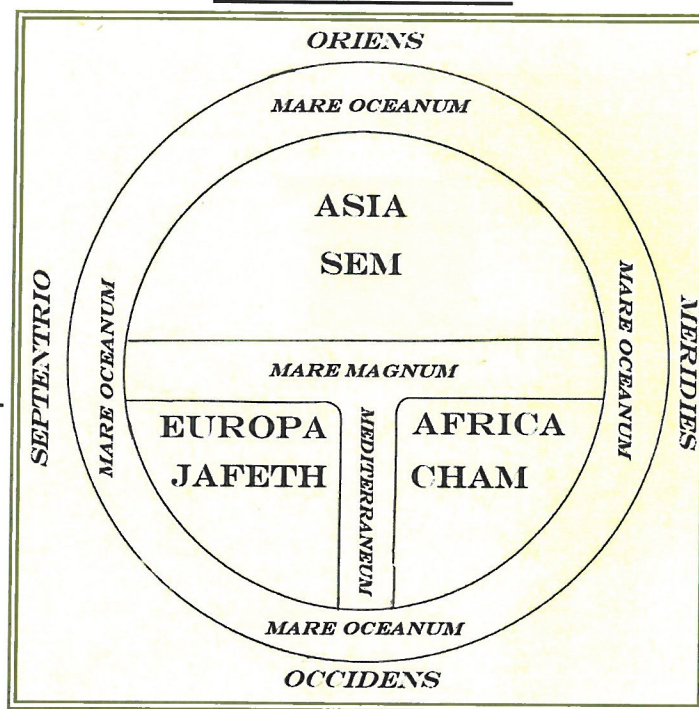 ORIENS
MARE OCEANUM
ASIA
SEM
SEPTENTRIO
MARE OCEANUM
MARE OCEANUM
MERIDIES
MARE MAGNUM
EUROPA
JAFETH
MEDITERRANEUM
AFRICA
CHAM
MARE OCEANUM
OCCIDENS